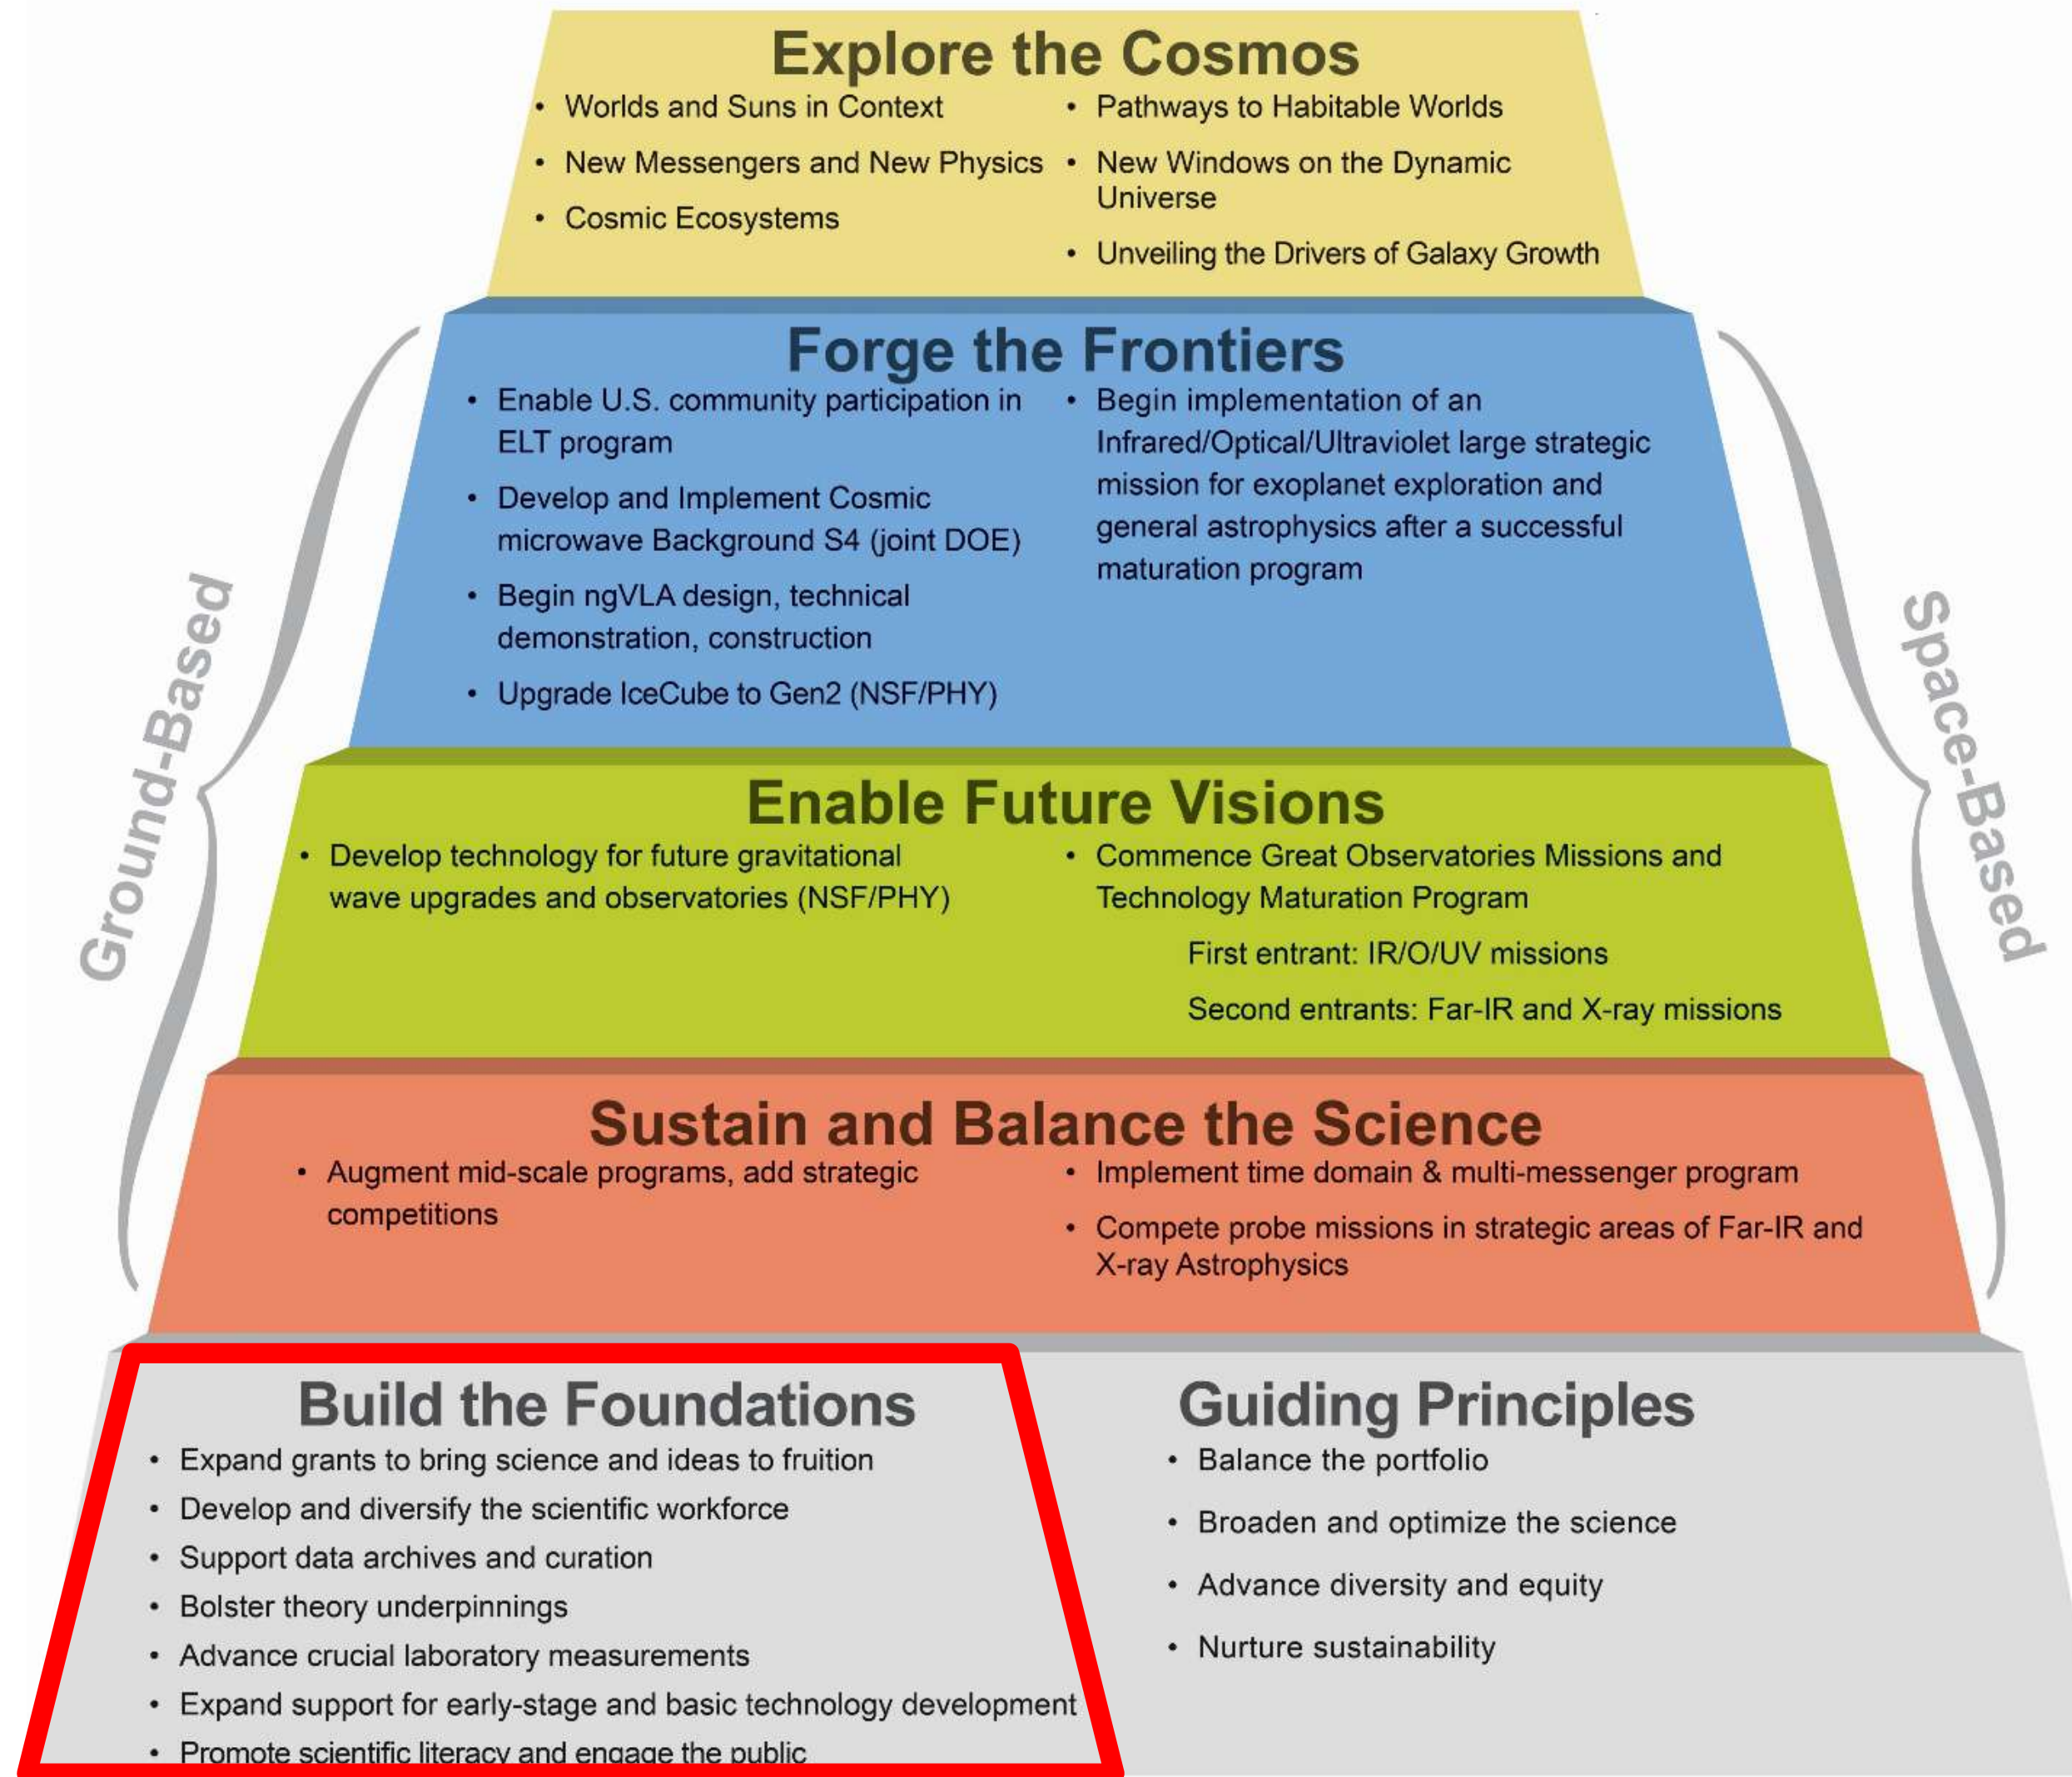 Explore the Cosmos
• Worlds and Suns in Context
• New Messengers and New Physics
• Cosmic Ecosystems
• Pathways to Habitable Worlds
• New Windows on the Dynamic
Universe
• Unveiling the Drivers of Galaxy Growth
Ground-Based
Forge the Frontiers
• Enable U.S. community participation in
ELT program
• Develop and Implement Cosmic
microwave Background S4 (joint DOE)
• Begin ngVLA design, technical
demonstration, construction
• Upgrade IceCube to Gen2 (NSF/PHY)
• Begin implementation of an
Infrared/Optical/Ultraviolet large strategic
mission for exoplanet exploration and
general astrophysics after a successful
maturation program
Space-Based
Enable Future Visions
• Develop technology for future gravitational
wave upgrades and observatories (NSF/PHY)
• Commence Great Observatories Missions and
Technology Maturation Program
First entrant: IR/O/UV missions
Second entrants: Far-IR and X-ray missions
Sustain and Balance the Science
• Augment mid-scale programs, add strategic
competitions
• Implement time domain & multi-messenger program
• Compete probe missions in strategic areas of Far-IR and
X-ray Astrophysics
Build the Foundations
• Expand grants to bring science and ideas to fruition
• Develop and diversify the scientific workforce
• Support data archives and curation
• Bolster theory underpinnings
• Advance crucial laboratory measurements
• Expand support for early-stage and basic technology development
• Promote scientific literacy and engage the public
Guiding Principles
• Balance the portfolio
• Broaden and optimize the science
• Advance diversity and equity
• Nurture sustainability